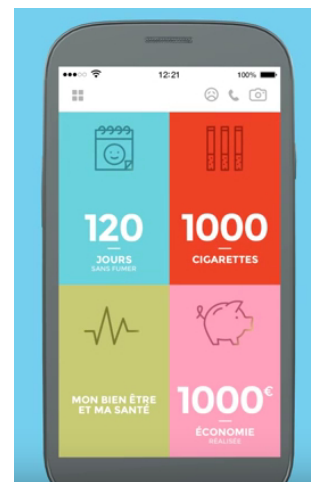 12:21
100%
120
JOURS
SANS FUMER
1000
CIGARETTES
MON BIEN ÊTRE
ET MA SANTÉ
1000€
ÉCONOMIE
RÉALISÉE